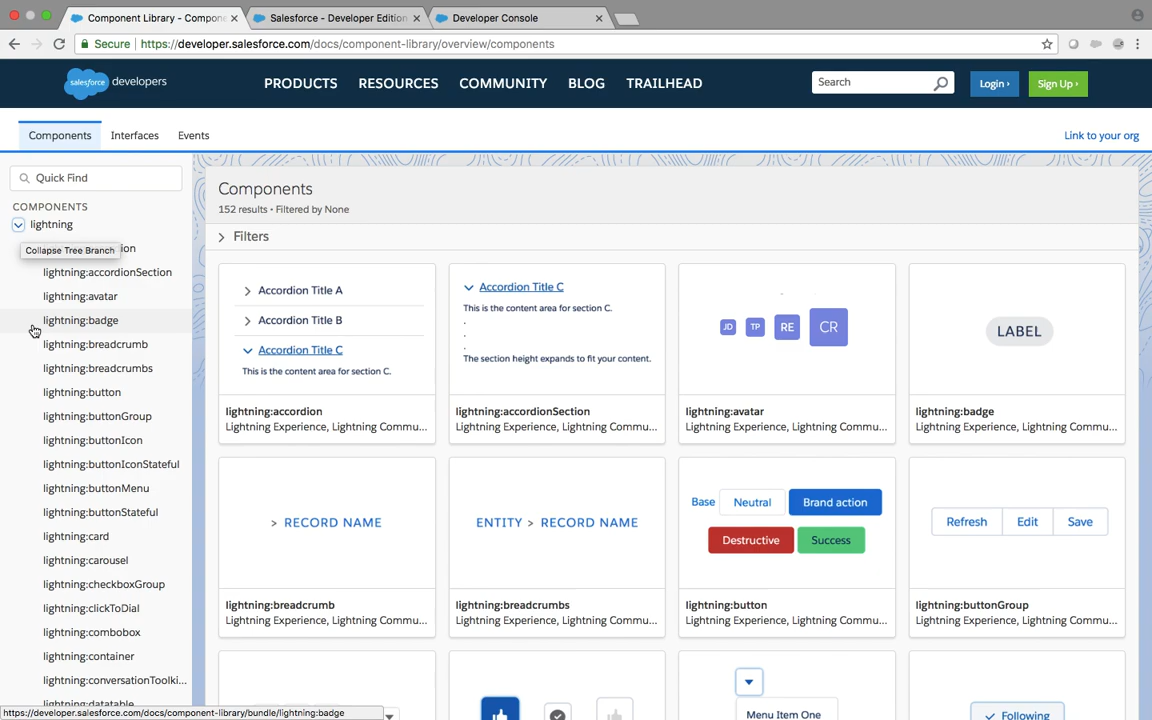 Component Library - Compone
Salesforce - Developer Edition
Developer Console
Secure
https://developer.salesforce.com/docs/component-library/overview/components
salesforce developers
PRODUCTS
RESOURCES
COMMUNITY
BLOG
TRAILHEAD
Search
Login ›
Sign Up ›
Components
Interfaces
Events
Link to your org
Quick Find
COMPONENTS
lightning
Collapse Tree Branch
ion
lightning:accordionSection
lightning:avatar
lightning:badge
lightning:breadcrumb
lightning:breadcrumbs
lightning:button
lightning:buttonGroup
lightning:buttonIcon
lightning:buttonIconStateful
lightning:buttonMenu
lightning:buttonStateful
lightning:card
lightning:carousel
lightning:checkboxGroup
lightning:clickToDial
lightning:combobox
lightning:container
lightning:conversationToolki...
lightning:datatable
https://developer.salesforce.com/docs/component-library/bundle/lightning:badge
Components
152 results • Filtered by None
Filters
Accordion Title A
Accordion Title B
Accordion Title C
This is the content area for section C.
lightning:accordion
Lightning Experience, Lightning Commu...
Accordion Title C
This is the content area for section C.
.
.
.
The section height expands to fit your content.
lightning:accordionSection
Lightning Experience, Lightning Commu...
JD
TP
RE
CR
lightning:avatar
Lightning Experience, Lightning Commu...
LABEL
lightning:badge
Lightning Experience, Lightning Commu...
> RECORD NAME
lightning:breadcrumb
Lightning Experience, Lightning Commu...
ENTITY > RECORD NAME
lightning:breadcrumbs
Lightning Experience, Lightning Commu...
Base
Neutral
Brand action
Destructive
Success
lightning:button
Lightning Experience, Lightning Commu...
Refresh
Edit
Save
lightning:buttonGroup
Lightning Experience, Lightning Commu...
Menu Item One
Following